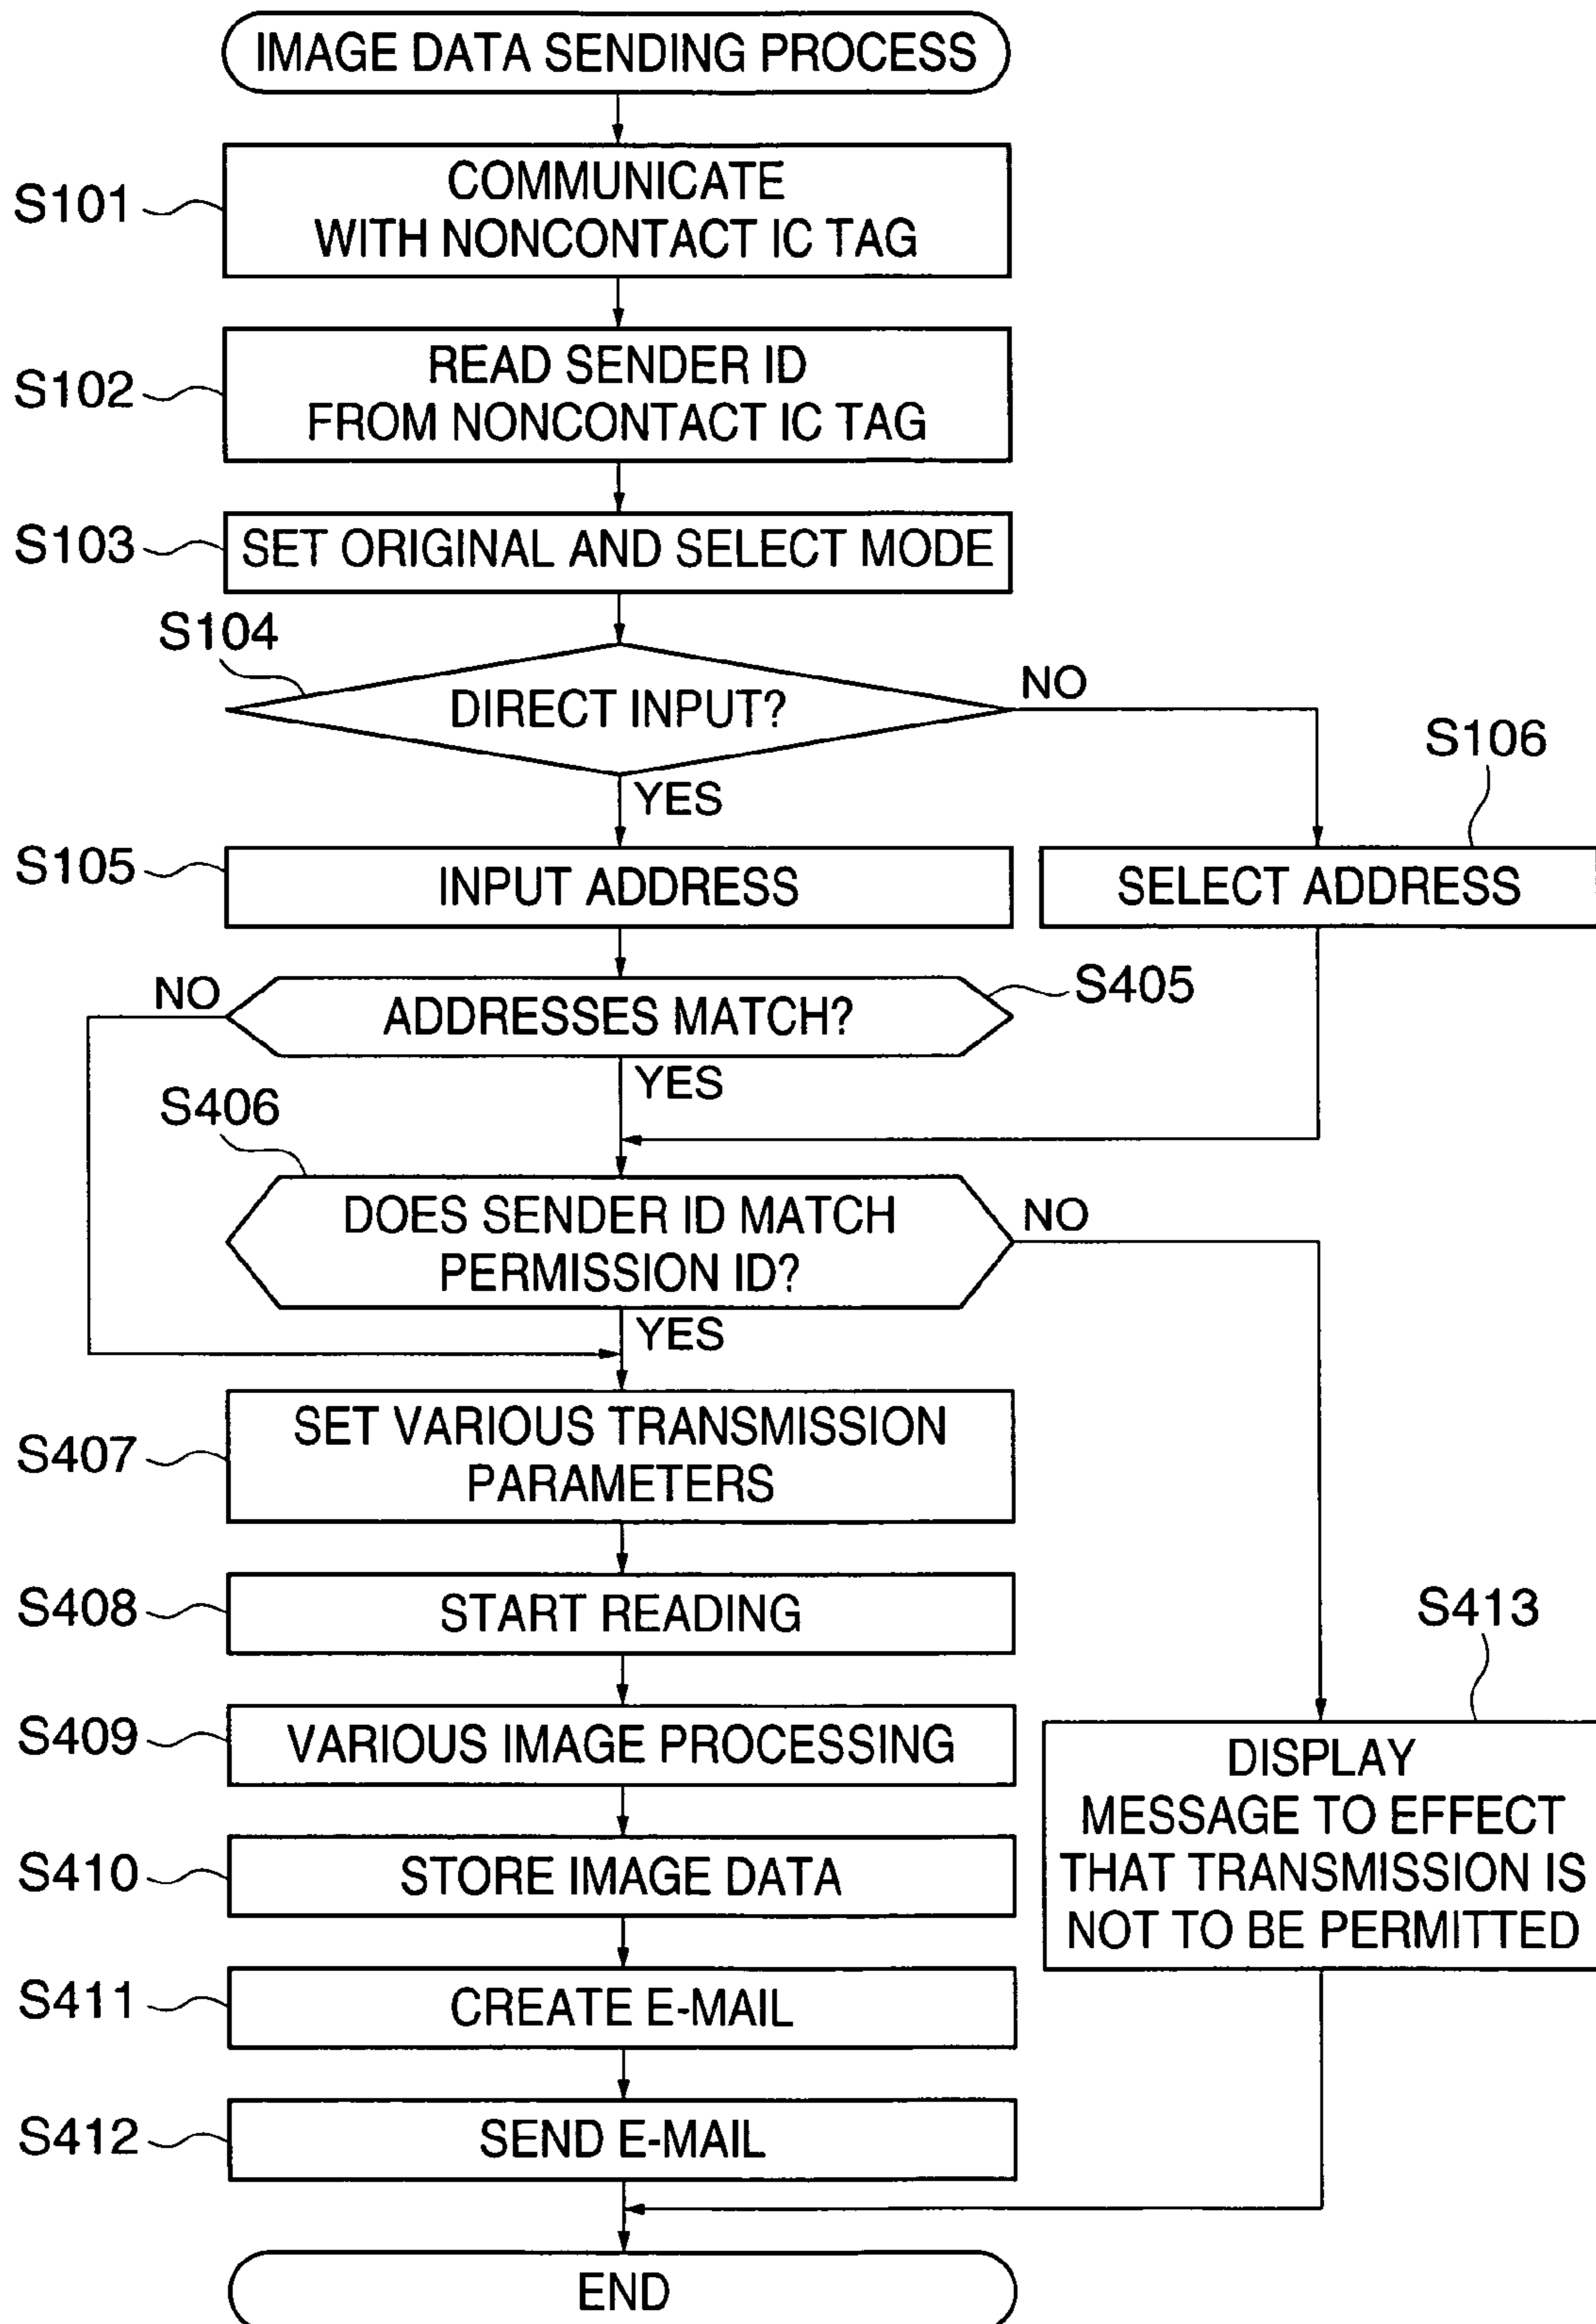 IMAGE DATA SENDING PROCESS
S101
COMMUNICATE
WITH NONCONTACT IC TAG
S102
READ SENDER ID
FROM NONCONTACT IC TAG
S103
SET ORIGINAL AND SELECT MODE
S104
DIRECT INPUT?
NO
YES
S106
S105
INPUT ADDRESS
SELECT ADDRESS
NO
ADDRESSES MATCH?
S405
YES
S406
DOES SENDER ID MATCH
PERMISSION ID?
NO
YES
S407
SET VARIOUS TRANSMISSION
PARAMETERS
S408
START READING
S413
S409
VARIOUS IMAGE PROCESSING
DISPLAY
MESSAGE TO EFFECT
THAT TRANSMISSION IS
NOT TO BE PERMITTED
S410
STORE IMAGE DATA
S411
CREATE E-MAIL
S412
SEND E-MAIL
END